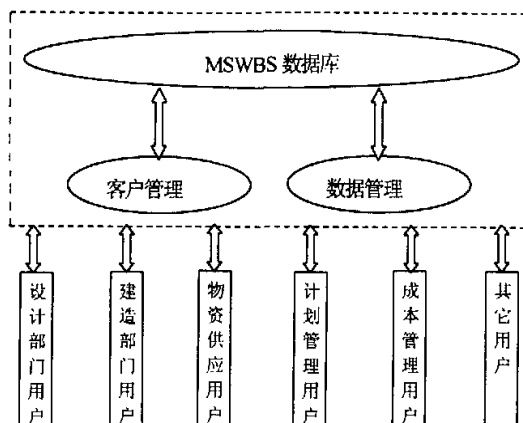 MSWBS 数据库
客户管理
数据管理
设计部门用户
建造部门用户
物资供应用户
计划管理用户
成本管理用户
其它用户